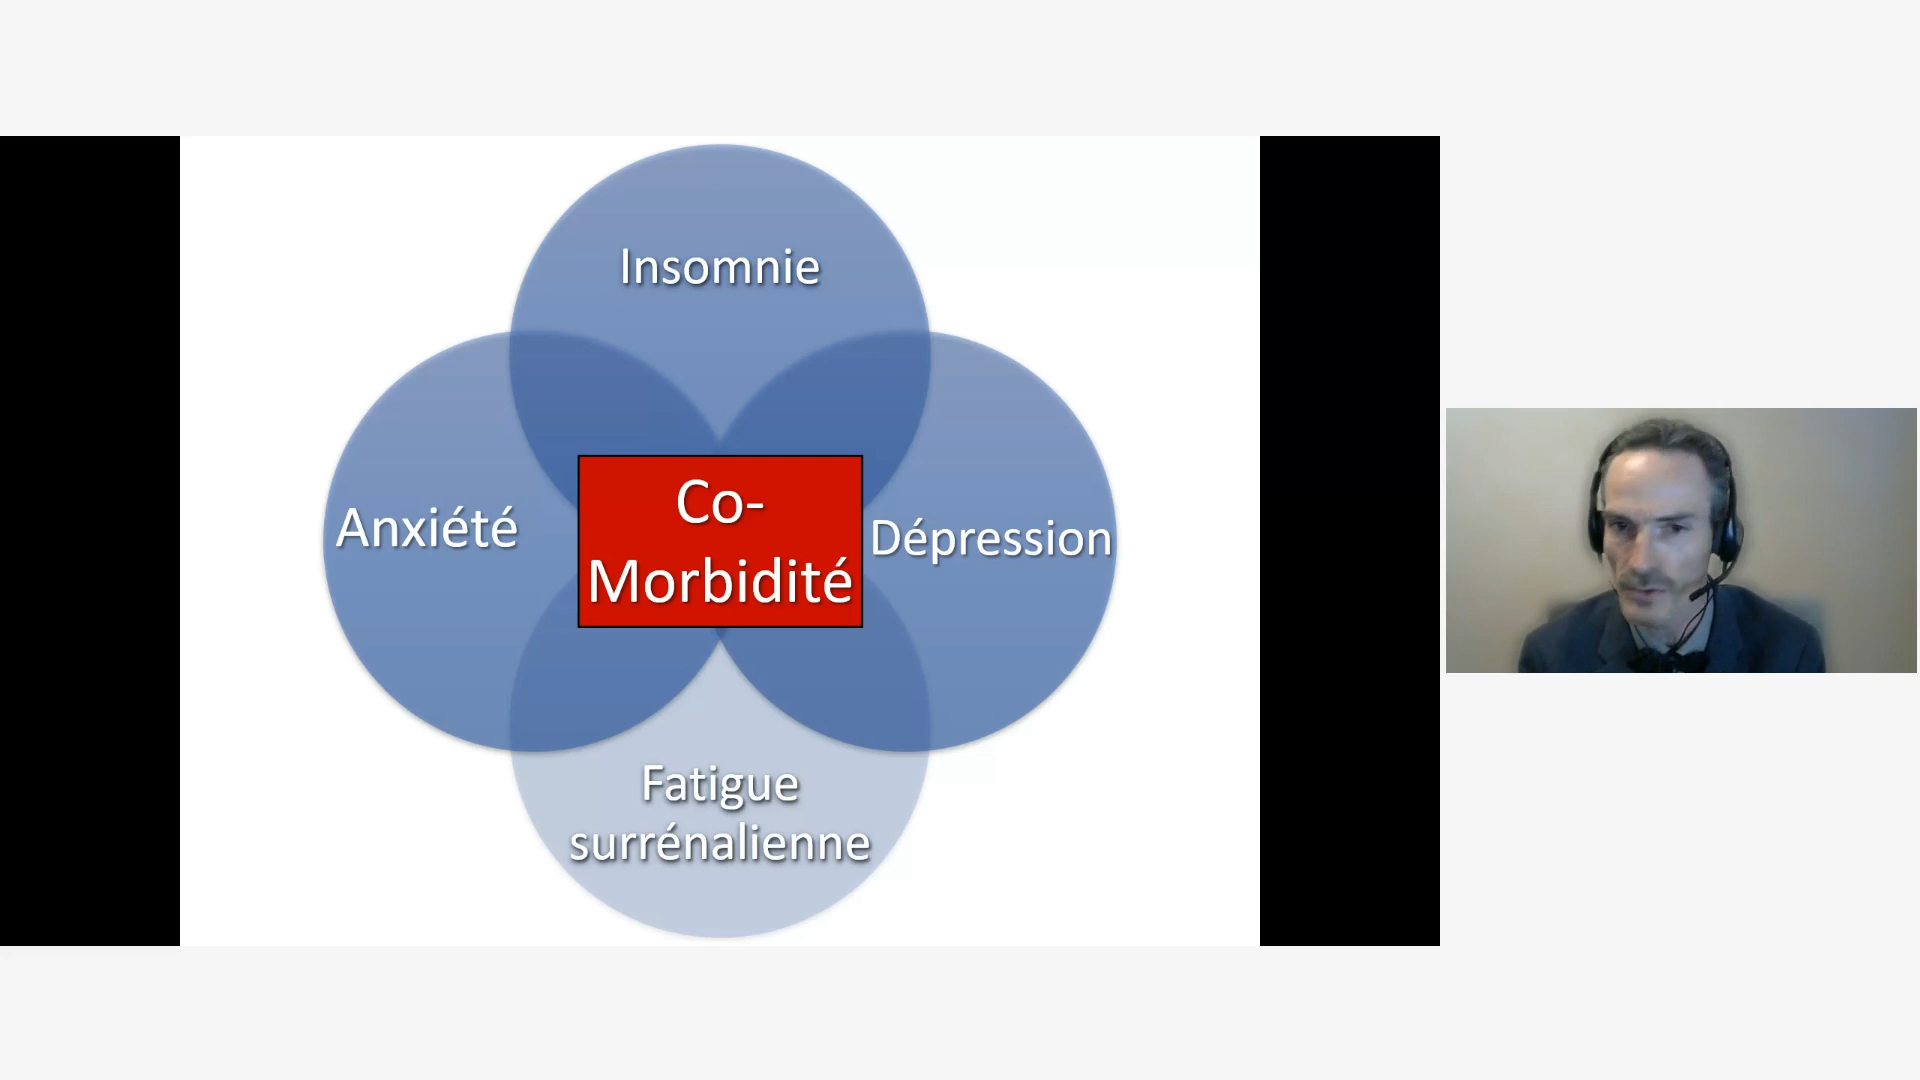 Insomnie
Anxiété
Co-
Morbidité
Dépression
Fatigue
surrénalienne